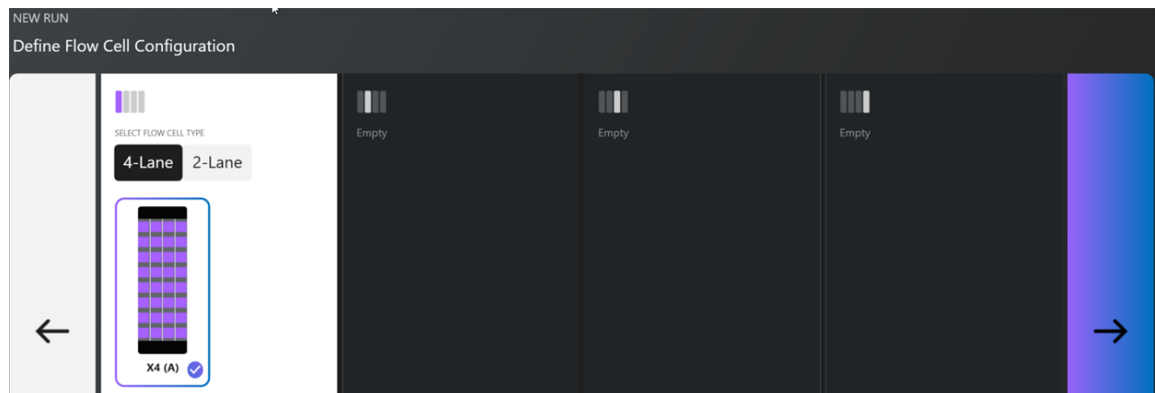 NEW RUN
Define Flow Cell Configuration
SELECT FLOW CELL TYPE
4-Lane 2-Lane
X4 (A)
Empty
Empty
Empty